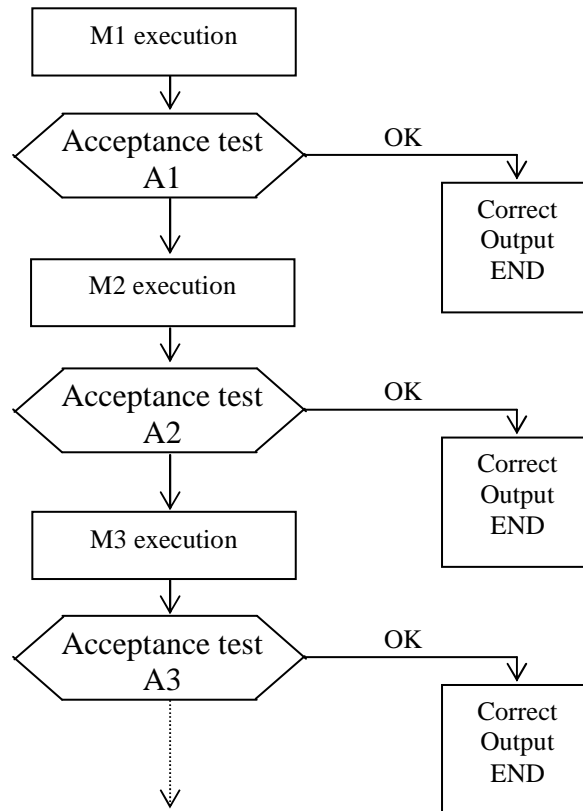 M1 execution
Acceptance test
A1
OK
Correct
Output
END
M2 execution
Acceptance test
A2
OK
Correct
Output
END
M3 execution
Acceptance test
A3
OK
Correct
Output
END